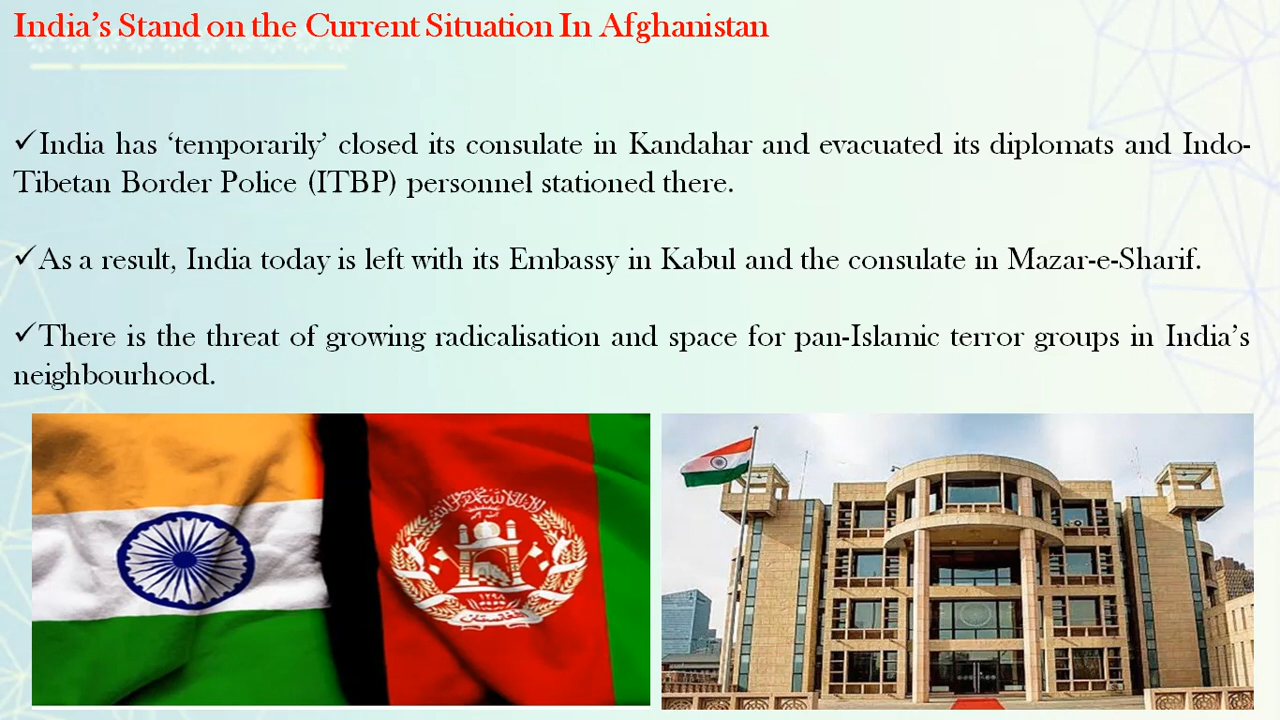 India's Stand on the Current Situation In Afghanistan
✓India has ‘temporarily’ closed its consulate in Kandahar and evacuated its diplomats and Indo-
Tibetan Border Police (ITBP) personnel stationed there.
✓As a result, India today is left with its Embassy in Kabul and the consulate in Mazar-e-Sharif.
✓There is the threat of growing radicalisation and space for pan-Islamic terror groups in India’s
neighbourhood.